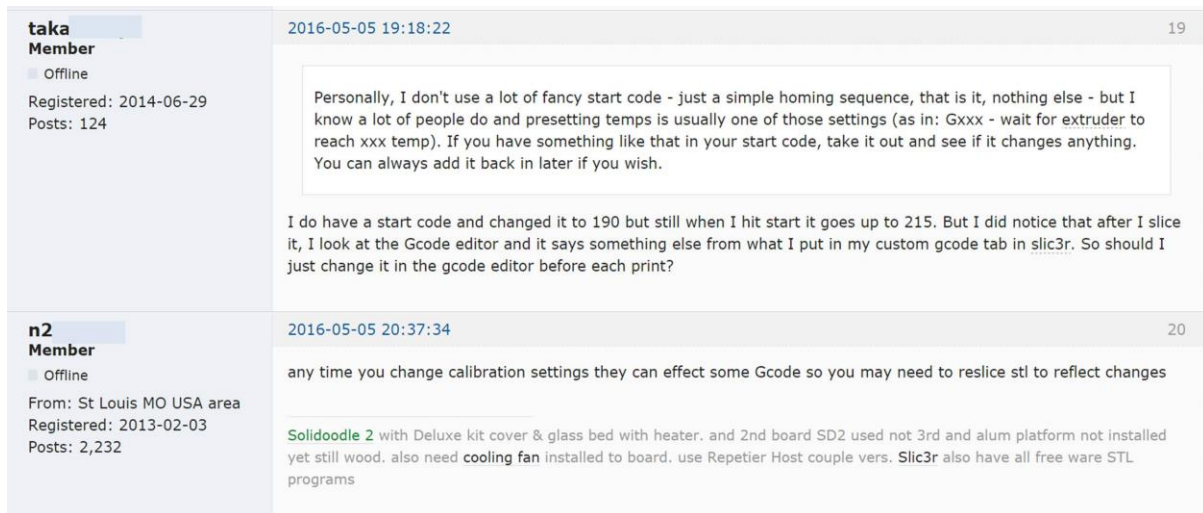 taka
Member
Offline
Registered: 2014-06-29
Posts: 124
2016-05-05 19:18:22
19
Personally, I don't use a lot of fancy start code - just a simple homing sequence, that is it, nothing else - but I
know a lot of people do and presetting temps is usually one of those settings (as in: Gxxx - wait for extruder to
reach xxx temp). If you have something like that in your start code, take it out and see if it changes anything.
You can always add it back in later if you wish.
I do have a start code and changed it to 190 but still when I hit start it goes up to 215. But I did notice that after I slice
it, I look at the Gcode editor and it says something else from what I put in my custom gcode tab in slic3r. So should I
just change it in the gcode editor before each print?
n2
Member
Offline
From: St Louis MO USA area
Registered: 2013-02-03
Posts: 2,232
2016-05-05 20:37:34
20
any time you change calibration settings they can effect some Gcode so you may need to reslice stl to reflect changes
Solidoodle 2 with Deluxe kit cover & glass bed with heater. and 2nd board SD2 used not 3rd and alum platform not installed
yet still wood. also need cooling fan installed to board. use Repetier Host couple vers. Slic3r also have all free ware STL
programs